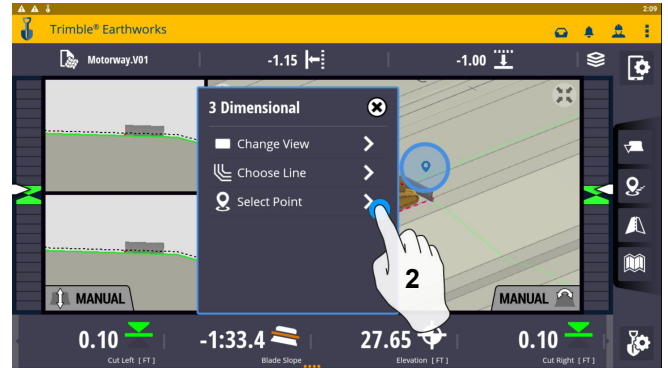 2:09
Trimble® Earthworks
Motorway.V01
-1.15
-1.00
3 Dimensional
Change View
Choose Line
Select Point
2
MANUAL
MANUAL
0.10
-1:33.4
27.65
0.10
Cut Left [ FT ]
Blade Slope
Elevation [ FT ]
Cut Right [ FT ]